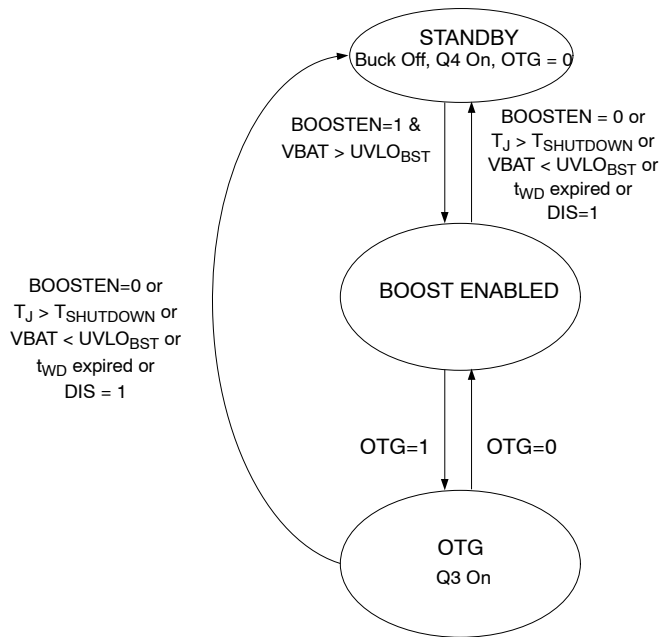 STANDBY
Buck Off, Q4 On, OTG = 0
BOOSTEN=1 &
VBAT > UVLOBST
BOOSTEN = 0 or
TJ > TSHUTDOWN or
VBAT < UVLOBST or
tWD expired or
DIS=1
BOOST ENABLED
BOOSTEN=0 or
TJ > TSHUTDOWN or
VBAT < UVLOBST or
tWD expired or
DIS = 1
OTG=1
OTG=0
OTG
Q3 On